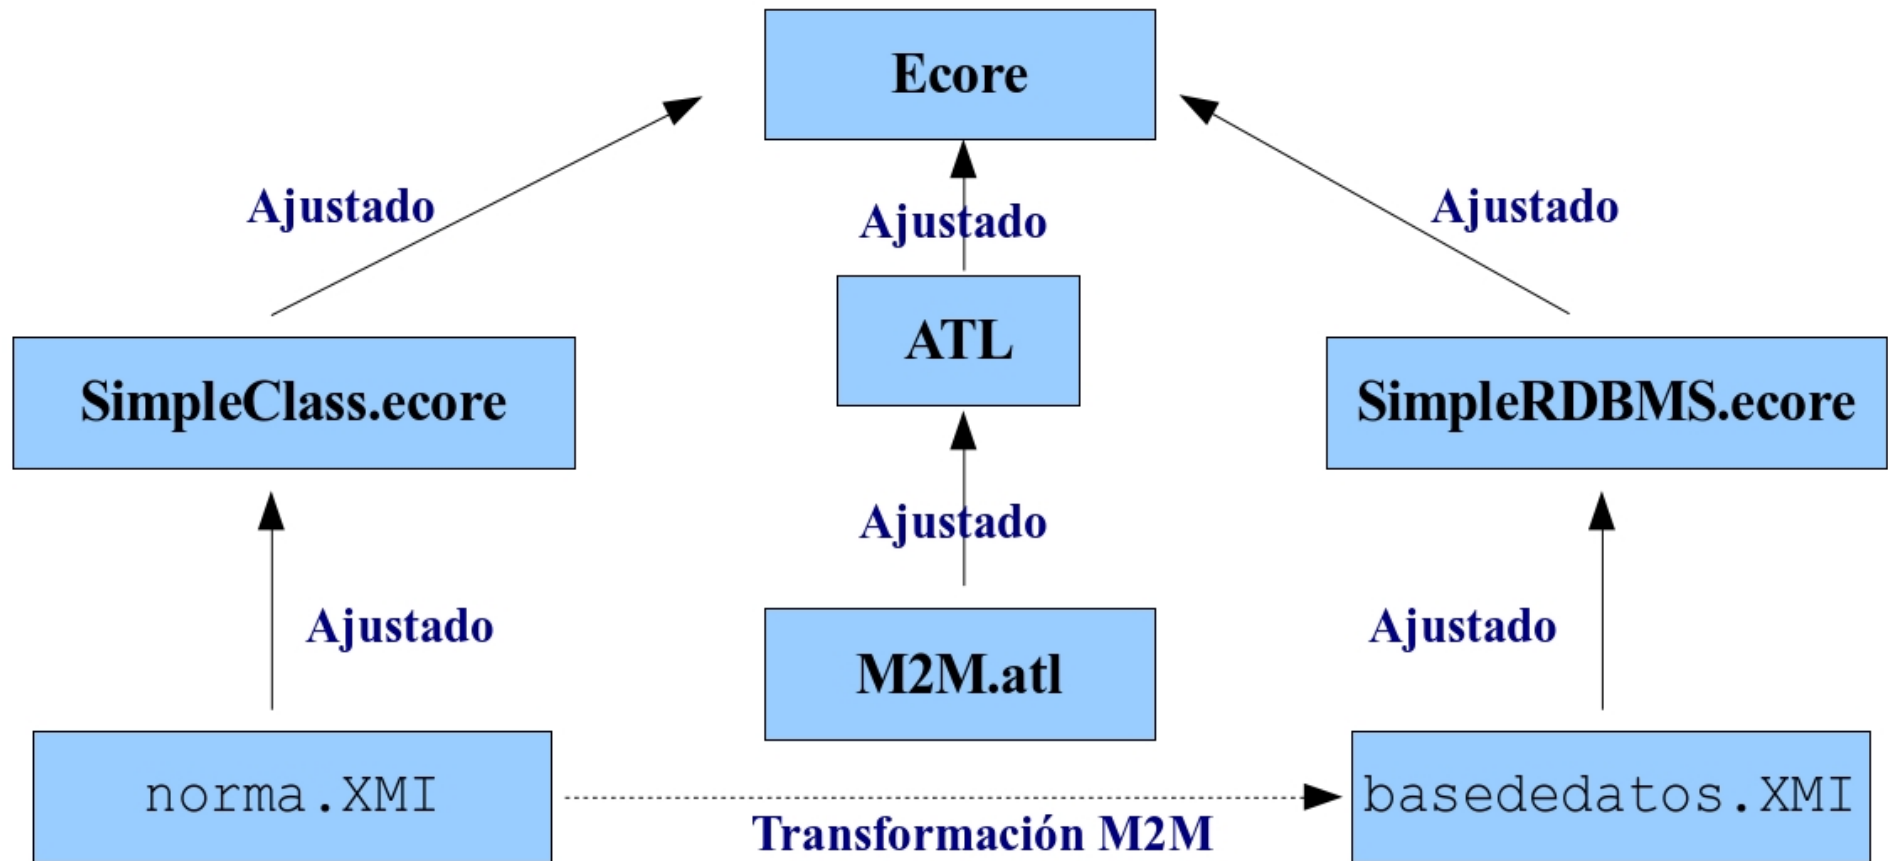 Ecore
Ajustado
Ajustado
Ajustado
ATL
SimpleClass.ecore
SimpleRDBMS.ecore
Ajustado
Ajustado
Ajustado
M2M.atl
norma.XMI
basededatos.XMI
Transformación M2M